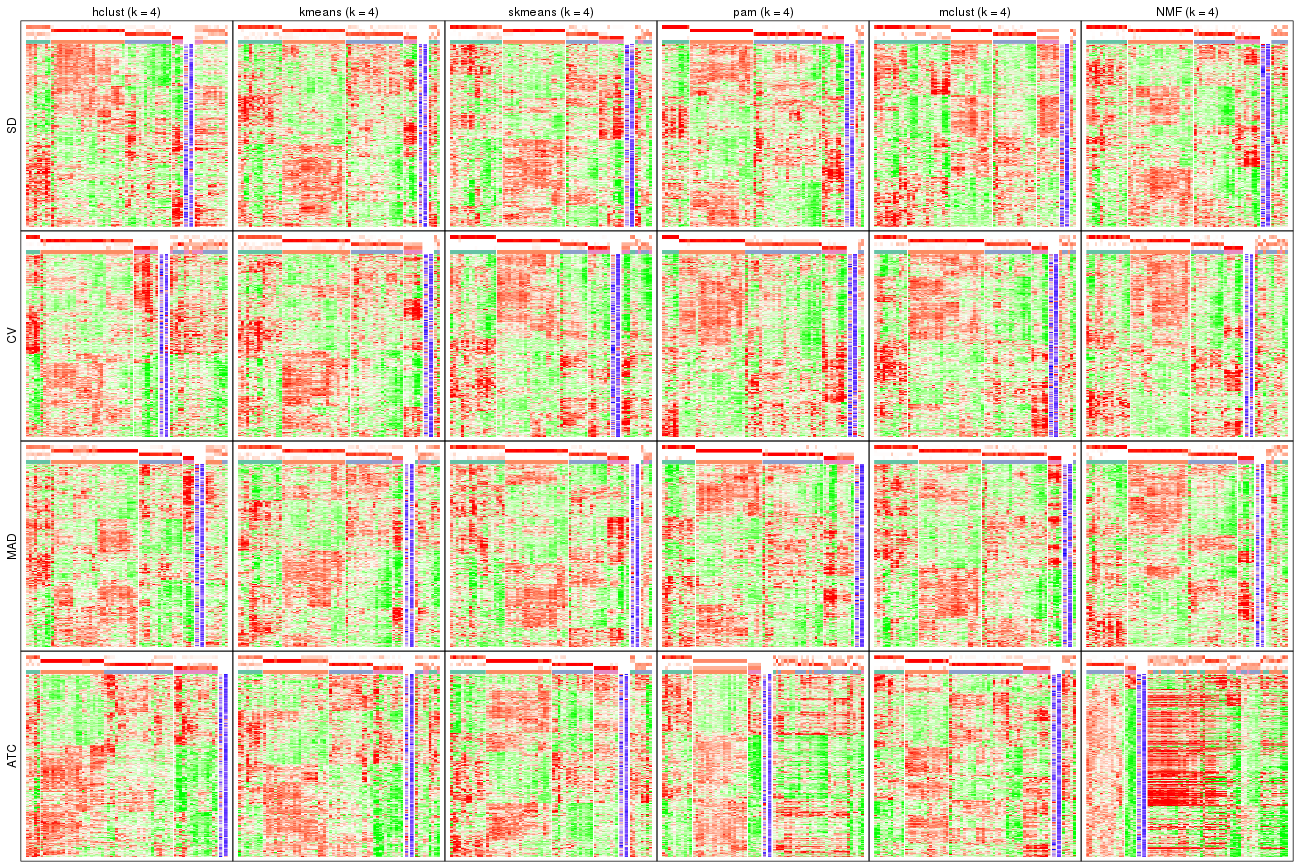 hclust (k = 4) kmeans (k = 4) skmeans (k = 4) pam (k = 4) mclust (k = 4) NMF (k = 4)
SD
CV
MAD
ATC